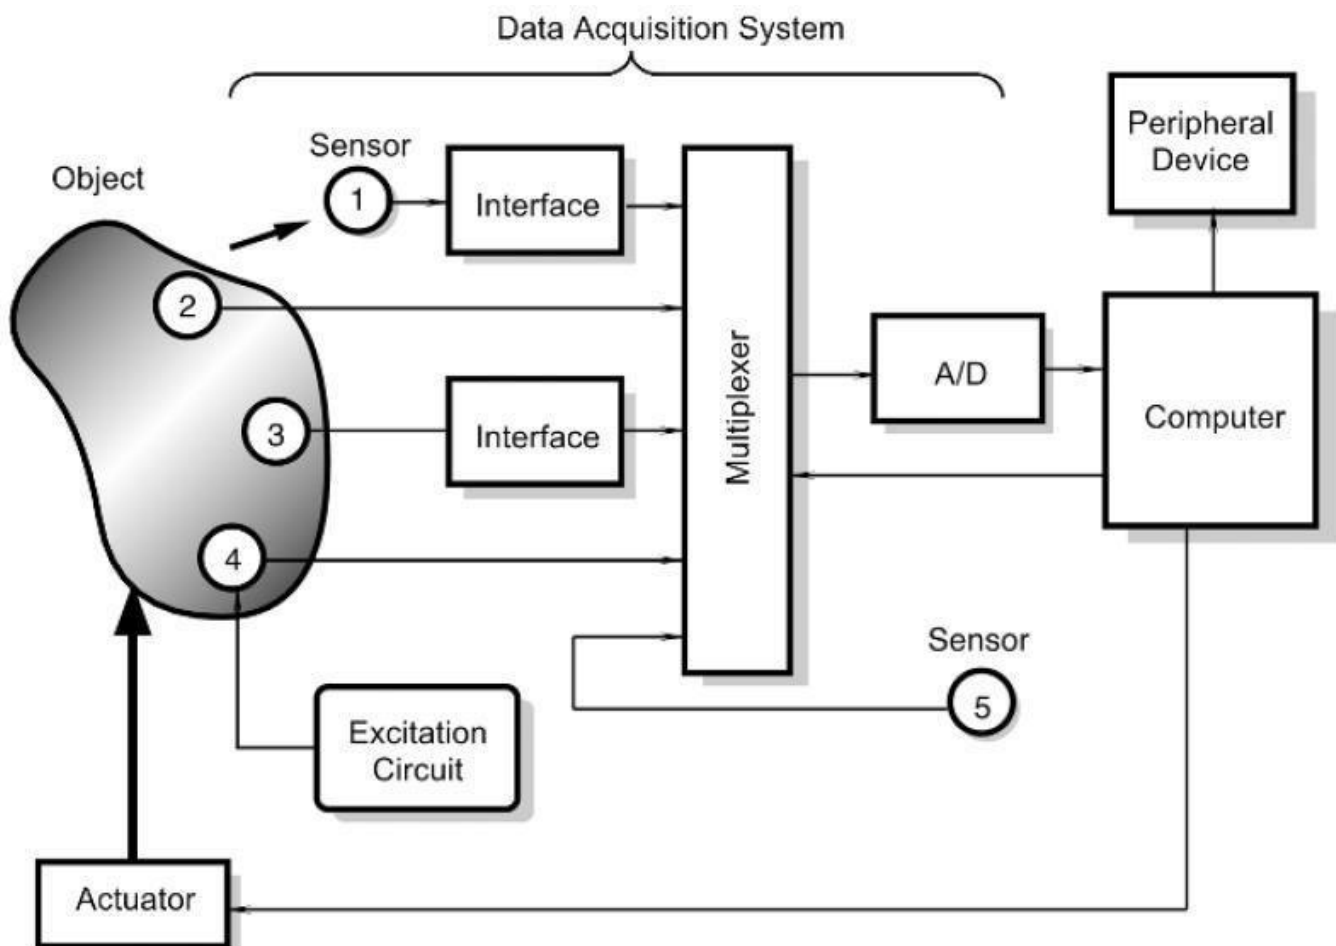 Data Acquisition System
Peripheral
Device
Sensor
Object
1
Interface
2
Multiplexer
A/D
3
Interface
Computer
4
Sensor
5
Excitation
Circuit
Actuator